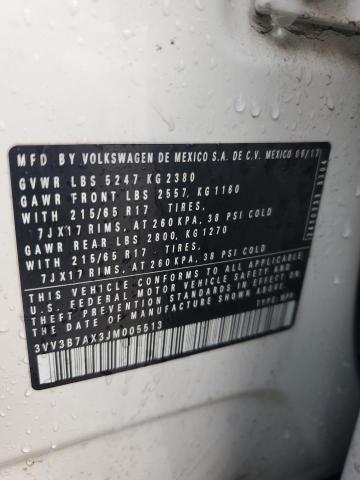 MFD BY VOLKSWAGEN DE MEXICO S.A. DE C.V. MEXICO 06/17
GVWR LBS 5247 KG 2380
GAWR FRONT LBS 2557, KG 1160
WITH 215/65 R17 TIRES,
7JX17 RIMS, AT 260 KPA, 38 PSI COLD
GAWR REAR LBS 2800, KG 1270
WITH 215/65 R17 TIRES,
7JX17 RIMS, AT 260 KPA, 38 PSI COLD
THIS VEHICLE CONFORMS TO ALL APPLICABLE
U.S. FEDERAL MOTOR VEHICLE SAFETY AND
THEFT PREVENTION STANDARDS IN EFFECT ON
THE DATE OF MANUFACTURE SHOWN ABOVE.
3VV3B7AX3JM005513 TYPE: MPV